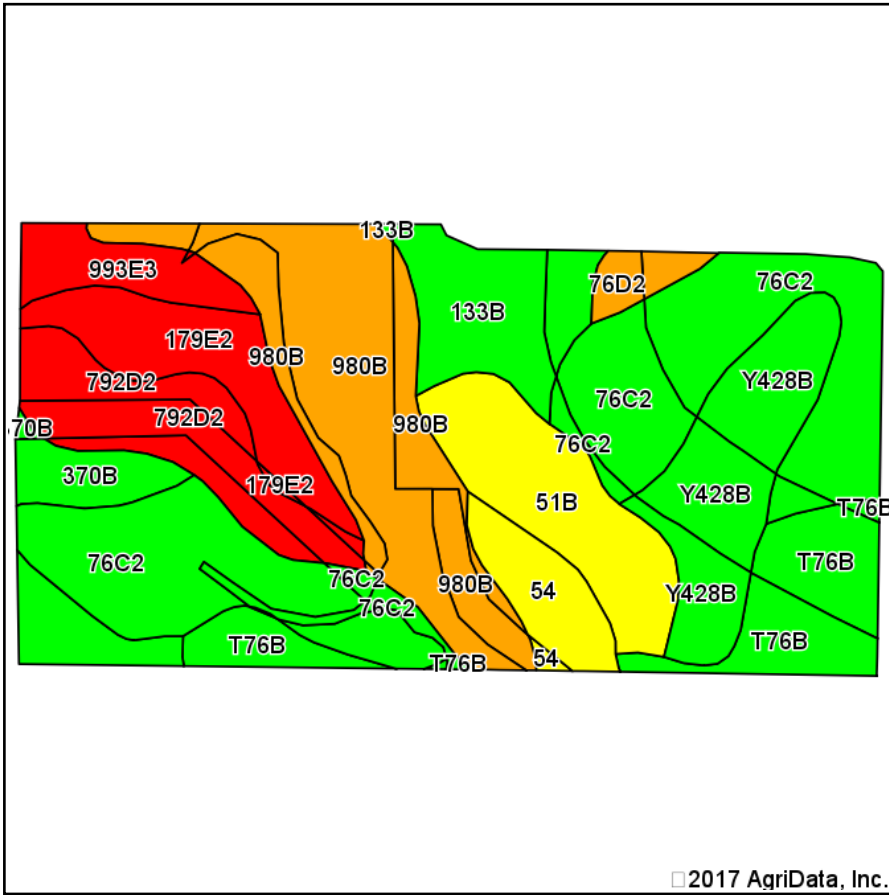 133B
993E3
76D2
76C2
133B
179E2
980B
980B
792D2
Y428B
76C2
792D2
980B
70B
76C2
370B
179E2
51B
Y428B
T76B
76C2
T76B
76C2
980B
54
Y428B
76C2
T76B
T76B
54
T76B
□2017 AgriData, Inc.